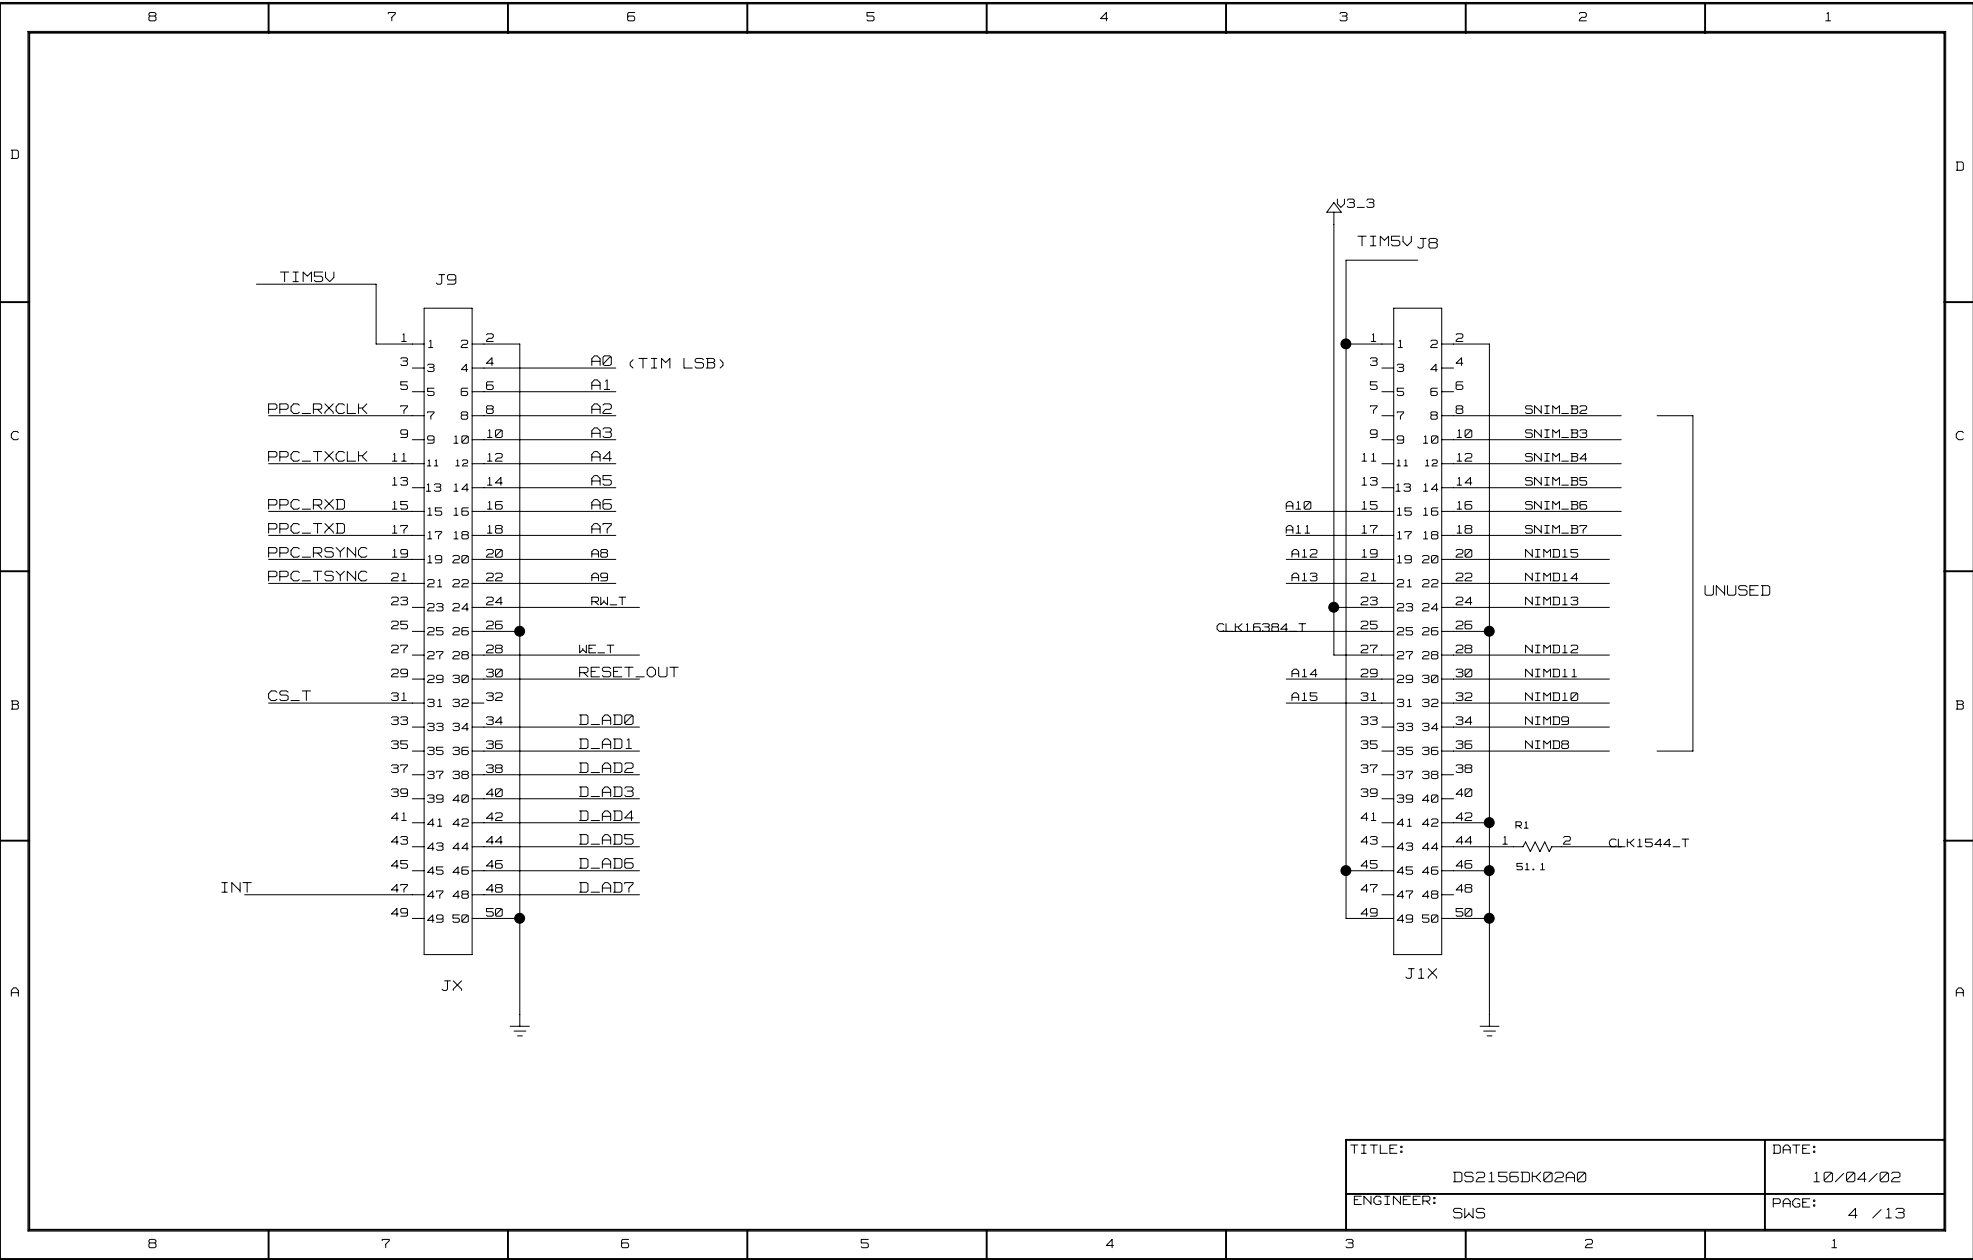 8 7 6 5 4 3 2 1
D D
V3_3
TIM5V J8
TIM5V J9
1 1 2 2
3 3 4 4 A0 (TIM LSB)
5 5 6 6 A1
PPC_RXCLK 7 7 8 8 A2
9 9 10 10 A3
PPC_TXCLK 11 11 12 12 A4
13 13 14 14 A5
PPC_RXD 15 15 16 16 A6
PPC_TXD 17 17 18 18 A7
PPC_RSYNC 19 19 20 20 A8
PPC_TSYNC 21 21 22 22 A9
23 23 24 24 RW_T
25 25 26 26
27 27 28 28 WE_T
29 29 30 30 RESET_OUT
CS_T 31 31 32 32
33 33 34 34 D_AD0
35 35 36 36 D_AD1
37 37 38 38 D_AD2
39 39 40 40 D_AD3
41 41 42 42 D_AD4
43 43 44 44 D_AD5
45 45 46 46 D_AD6
INT 47 47 48 48 D_AD7
49 49 50 50
JX
1 1 2 2
3 3 4 4
5 5 6 6
7 7 8 8 SNIM_B2
9 9 10 10 SNIM_B3
11 11 12 12 SNIM_B4
13 13 14 14 SNIM_B5
A10 15 15 16 16 SNIM_B6
A11 17 17 18 18 SNIM_B7
A12 19 19 20 20 NIMD15
A13 21 21 22 22 NIMD14
UNUSED
23 23 24 24 NIMD13
CLK16384_T 25 25 26 26
27 27 28 28 NIMD12
A14 29 29 30 30 NIMD11
A15 31 31 32 32 NIMD10
33 33 34 34 NIMD9
35 35 36 36 NIMD8
37 37 38 38
39 39 40 40
41 41 42 42
R1
43 43 44 44 1 2 CLK1544_T
51.1
45 45 46 46
47 47 48 48
49 49 50 50
J1X
C C
B B
A A
TITLE: DATE:
DS2156DK02A0 10/04/02
ENGINEER: PAGE:
SWS 4 /13
8 7 6 5 4 3 2 1